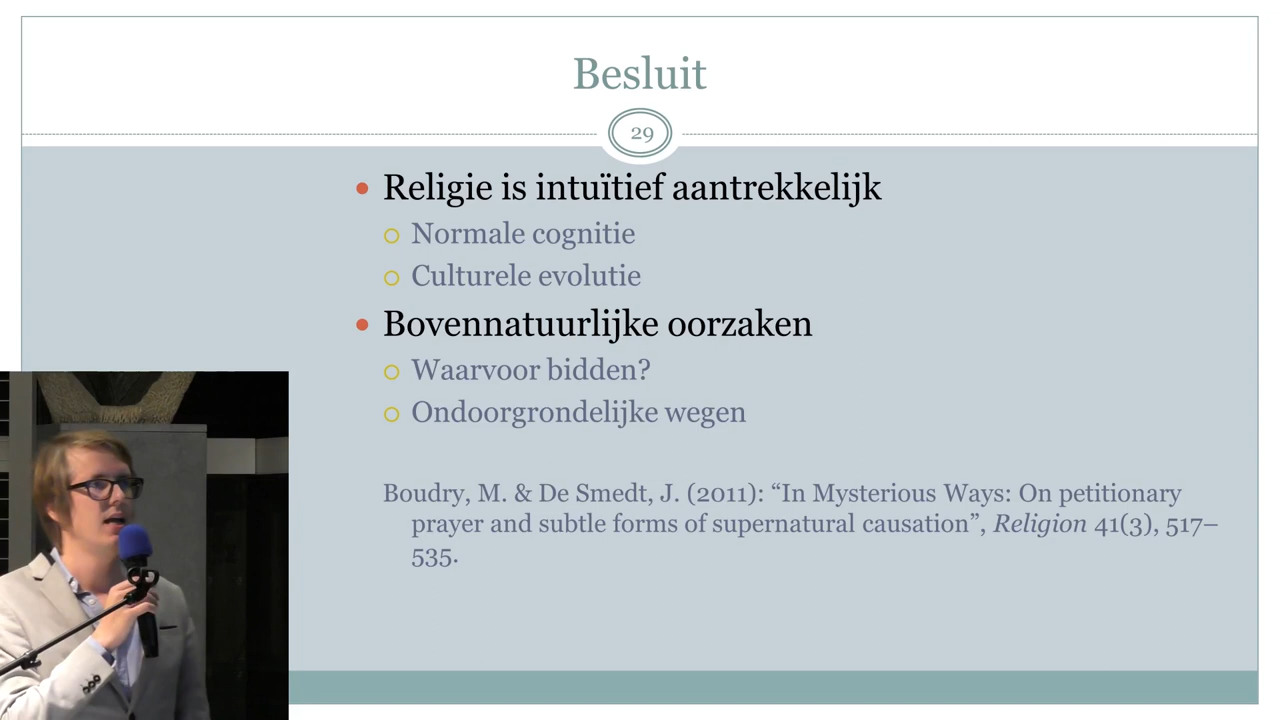 Besluit
29
Religie is intuïtief aantrekkelijk
Normale cognitie
Culturele evolutie
Bovennatuurlijke oorzaken
Waarvoor bidden?
Ondoorgrondelijke wegen
Boudry, M. & De Smedt, J. (2011): “In Mysterious Ways: On petitionary
prayer and subtle forms of supernatural causation”, Religion 41(3), 517–
535.